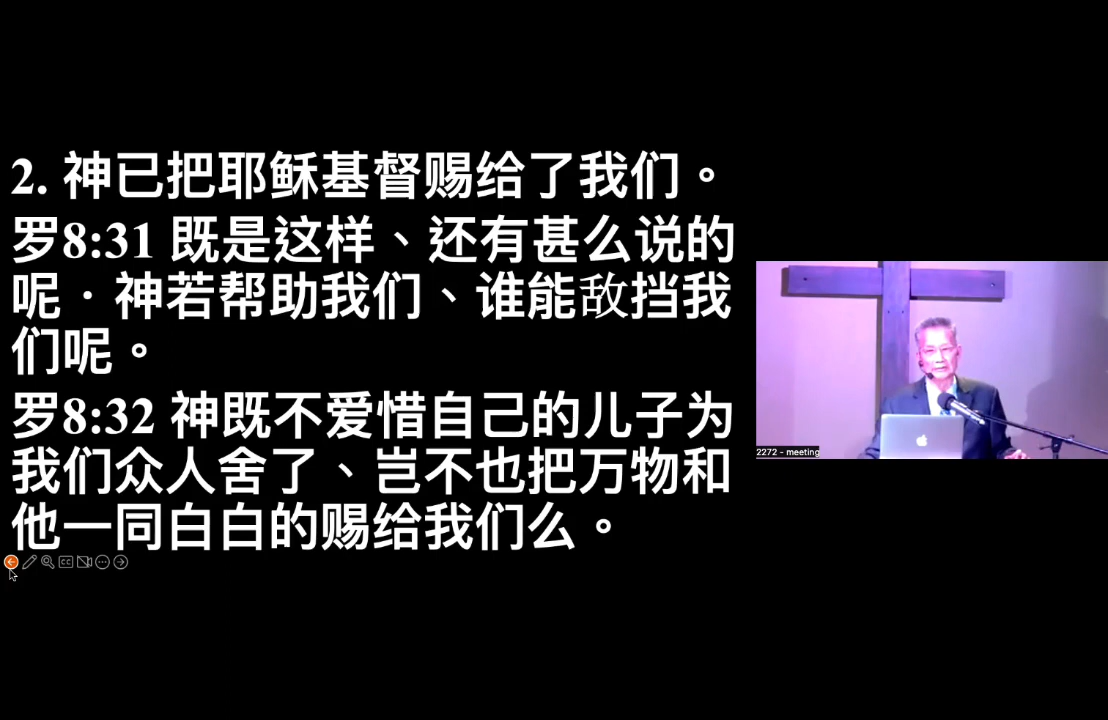 2. 神已把耶稣基督赐给了我们。
罗8:31 既是这样、还有甚么说的
呢．神若帮助我们、谁能敌挡我
们呢。
罗8:32 神既不爱惜自己的儿子为
我们众人舍了、岂不也把万物和
他一同白白的赐给我们么。
CC
2272 - meeting